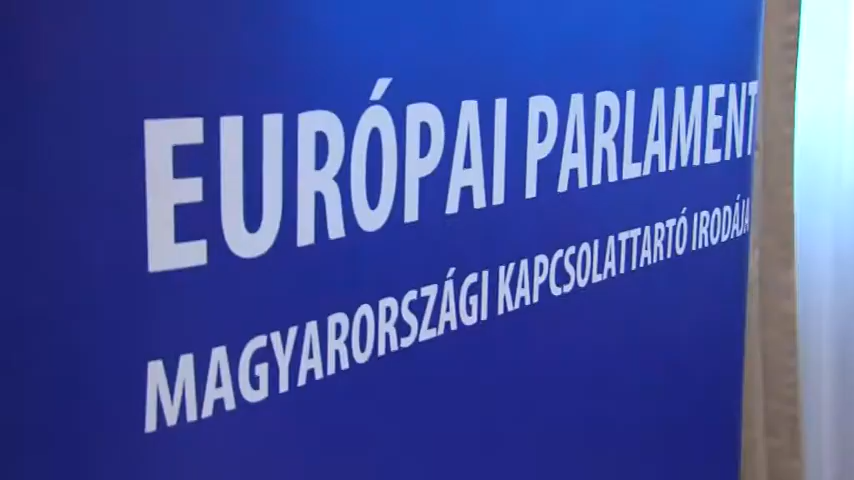 EURÓPAI PARLAMENT
MAGYARORSZÁGI KAPCSOLATTARTÓ IRODÁJA